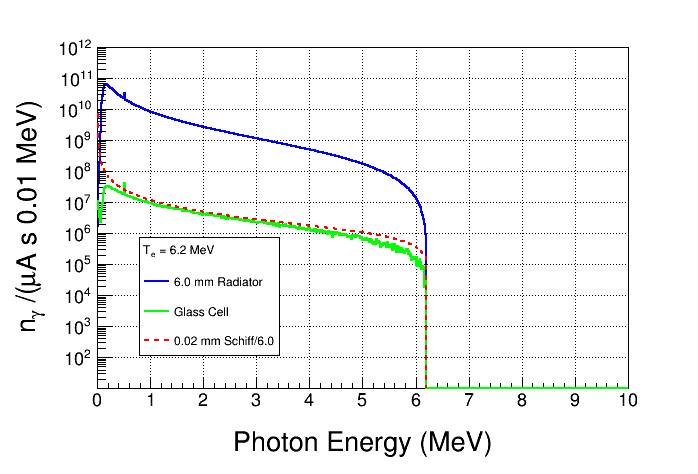 10¹²
10¹¹
10¹⁰
10⁹
10⁸
10⁷
10⁶
10⁵
10⁴
10³
10²
nᵧ /(μA s 0.01 MeV)
Tₑ = 6.2 MeV
6.0 mm Radiator
Glass Cell
0.02 mm Schiff/6.0
0 1 2 3 4 5 6 7 8 9 10
Photon Energy (MeV)